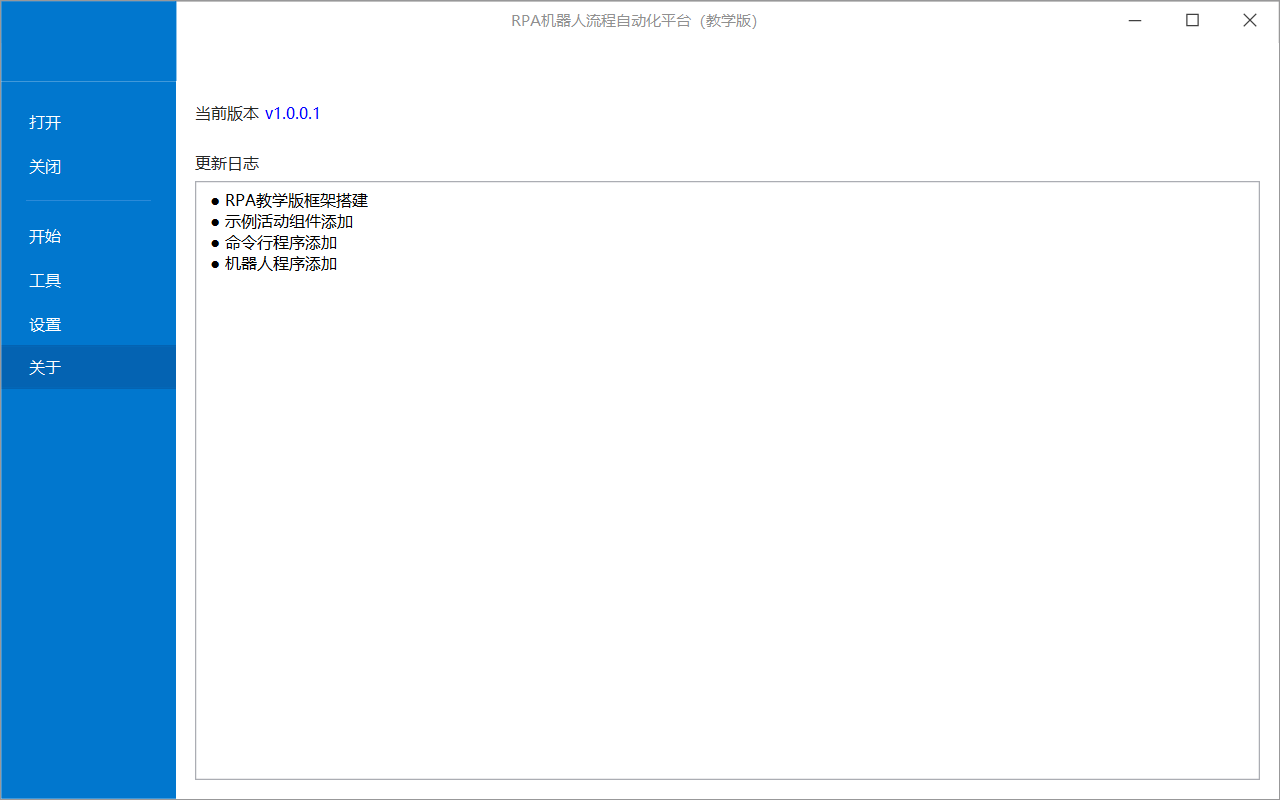 RPA机器人流程自动化平台（教学版）
打开
关闭
开始
工具
设置
关于
当前版本 v1.0.0.1
更新日志
● RPA教学版框架搭建
● 示例活动组件添加
● 命令行程序添加
● 机器人程序添加